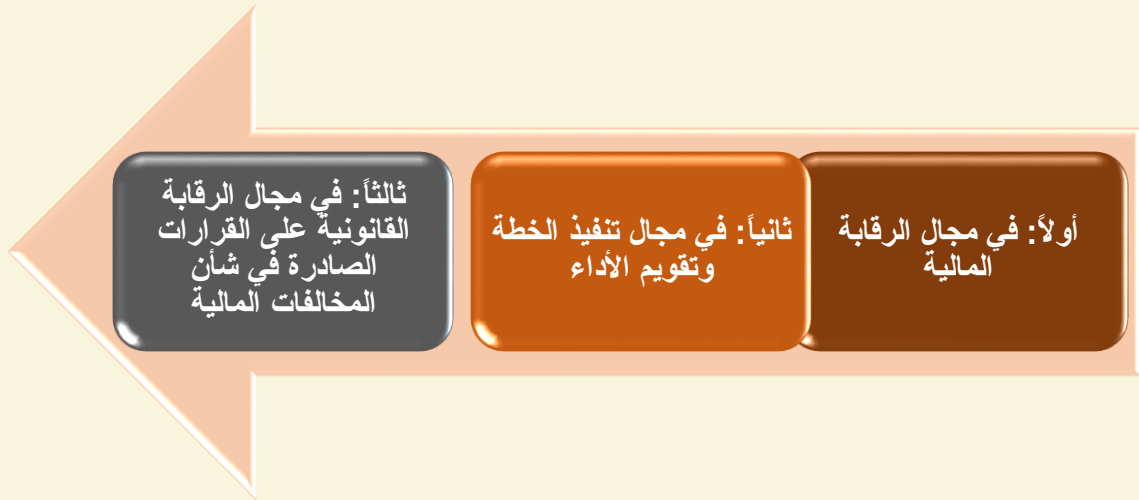 أولاً: في مجال الرقابة
المالية
ثانياً: في مجال تنفيذ الخطة
وتقويم الأداء
ثالثاً: في مجال الرقابة
القانونية على القرارات
الصادرة في شأن
المخالفات المالية